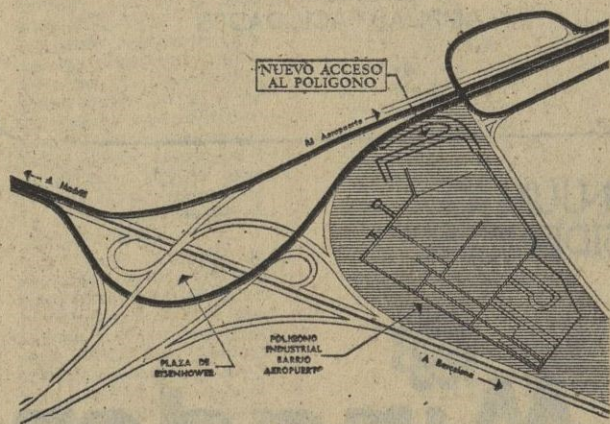 NUEVO ACCESO
AL POLIGONO
Al Aeropuerto
A Madrid
PLAZA DE
EISENHOWER
POLIGONO
INDUSTRIAL
BARRIO
AEROPUERTO
A Barcelona